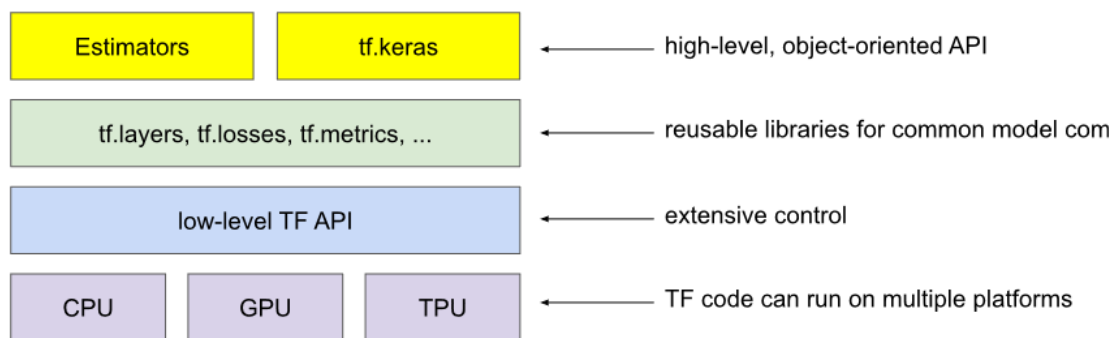 Estimators tf.keras high-level, object-oriented API
tf.layers, tf.losses, tf.metrics, ... reusable libraries for common model com
low-level TF API extensive control
CPU GPU TPU TF code can run on multiple platforms